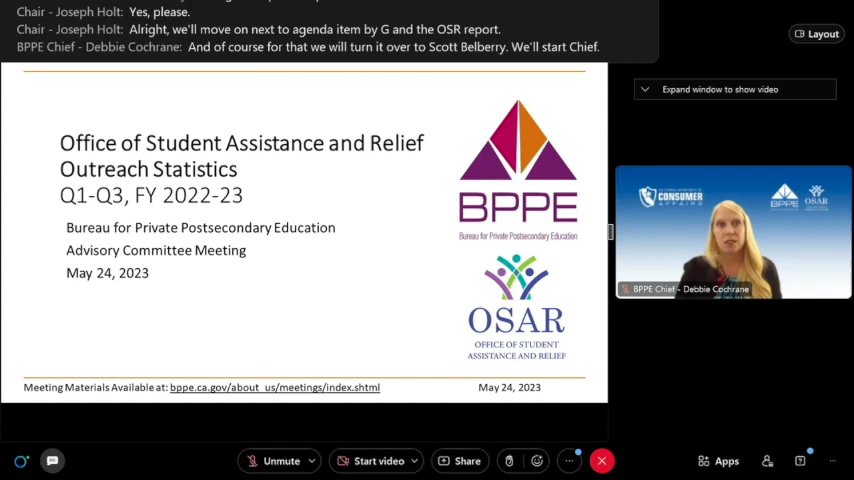 Chair - Joseph Holt: Yes, please.
Chair - Joseph Holt: Alright, we'll move on next to agenda item by G and the OSR report.
BPPE Chief - Debbie Cochrane: And of course for that we will turn it over to Scott Belberry. We'll start Chief.
Layout
Expand window to show video
Office of Student Assistance and Relief
Outreach Statistics
Q1-Q3, FY 2022-23
Bureau for Private Postsecondary Education
Advisory Committee Meeting
May 24, 2023
BPPE
Bureau for Private Postsecondary Education
OSAR
OFFICE OF STUDENT
ASSISTANCE AND RELIEF
Meeting Materials Available at: bppe.ca.gov/about_us/meetings/index.shtml
May 24, 2023
CONSUMER
AFFAIRS
BPPE
OSAR
BPPE Chief - Debbie Cochrane
Unmute
Start video
Share
Apps